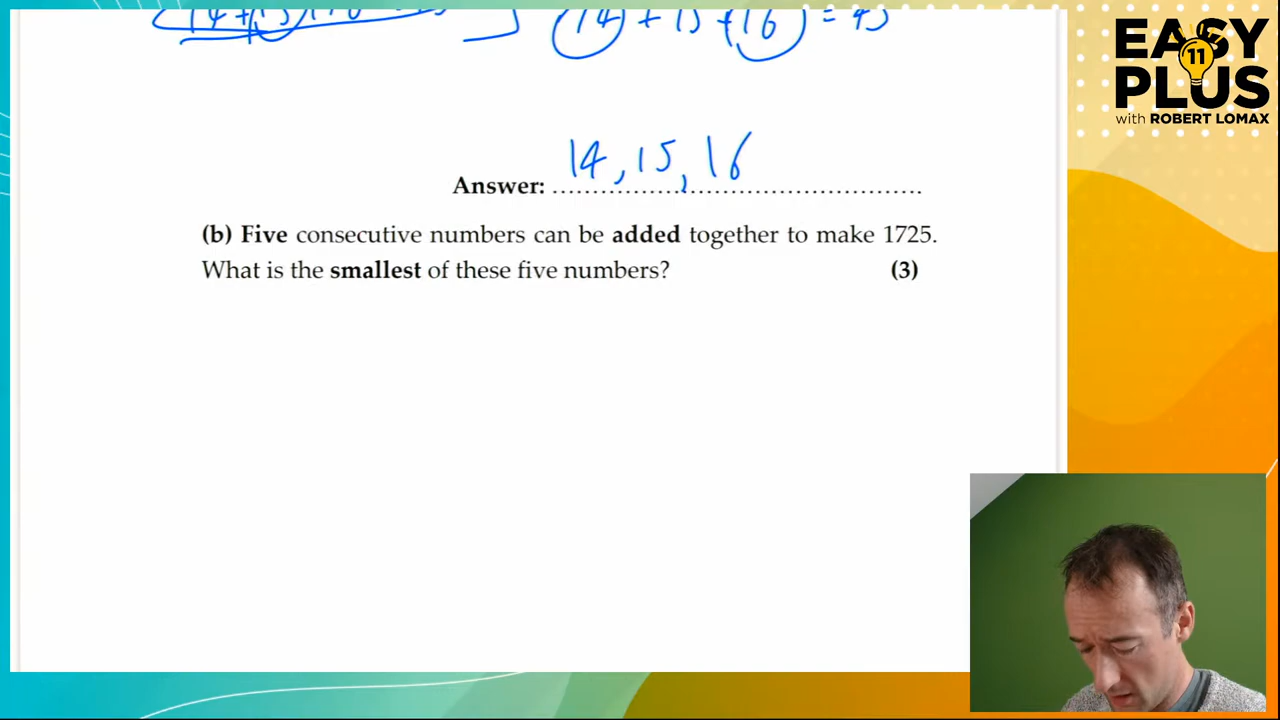 + 15 + 16 = 45
EASY
11
PLUS
with ROBERT LOMAX
14, 15, 16
Answer: ................................................
(b) Five consecutive numbers can be added together to make 1725.
What is the smallest of these five numbers? (3)